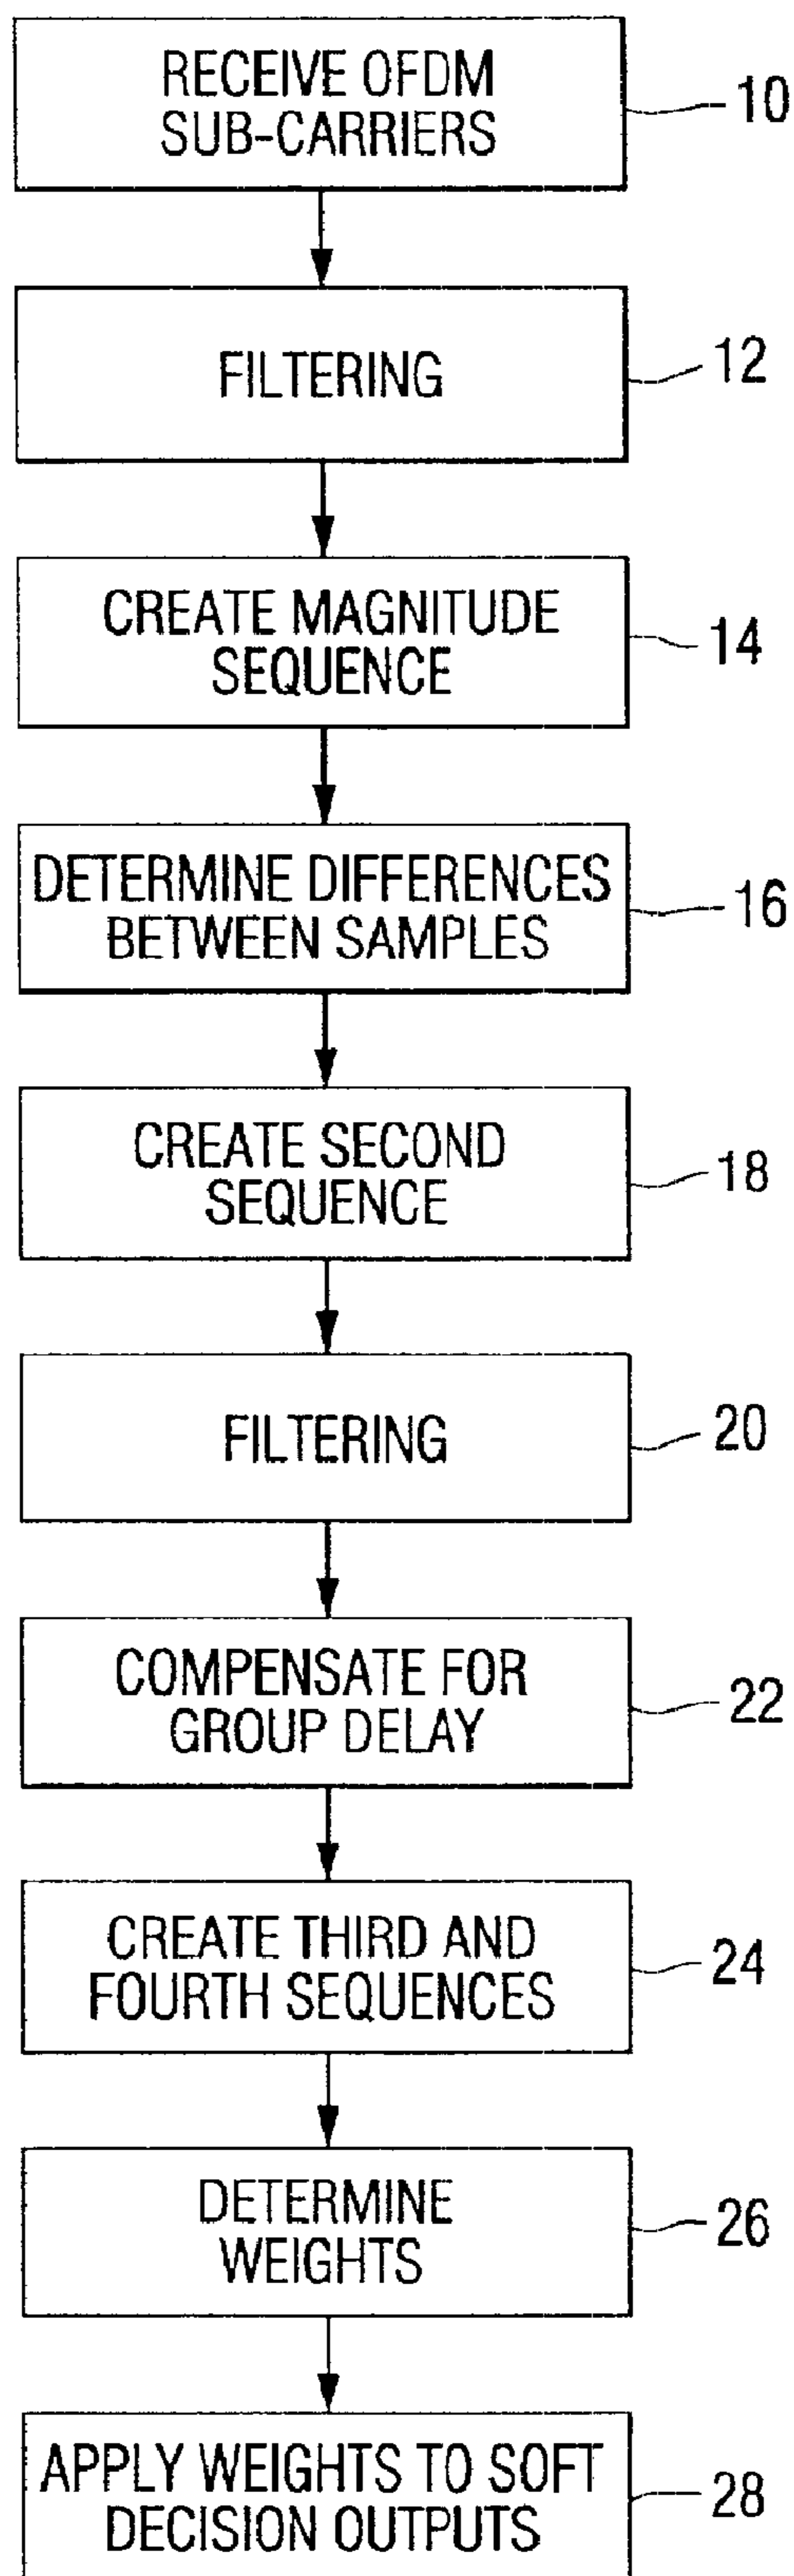 RECEIVE OFDM
SUB-CARRIERS
10
FILTERING
12
CREATE MAGNITUDE
SEQUENCE
14
DETERMINE DIFFERENCES
BETWEEN SAMPLES
16
CREATE SECOND
SEQUENCE
18
FILTERING
20
COMPENSATE FOR
GROUP DELAY
22
CREATE THIRD AND
FOURTH SEQUENCES
24
DETERMINE
WEIGHTS
26
APPLY WEIGHTS TO SOFT
DECISION OUTPUTS
28